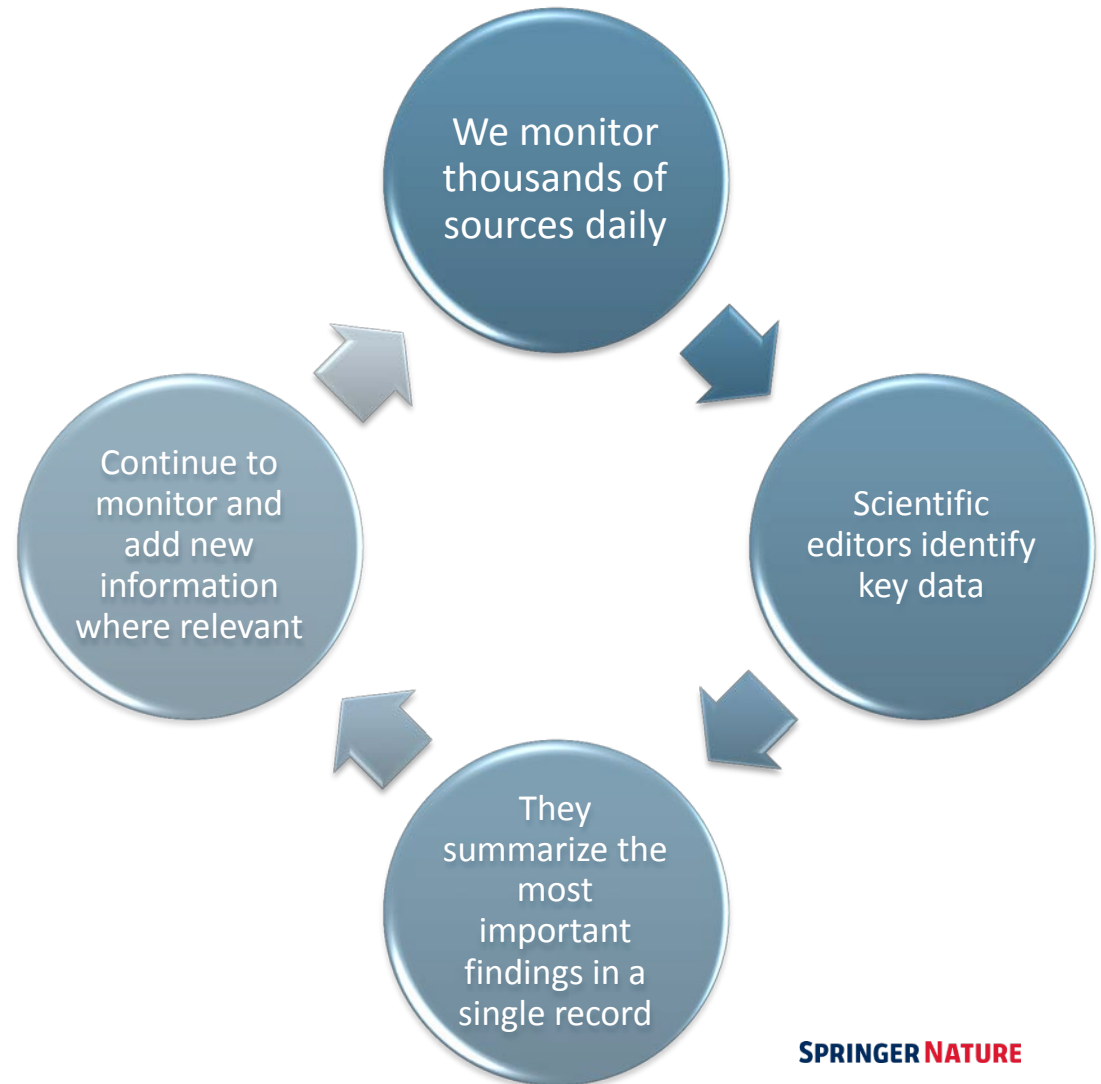 We monitor
thousands of
sources daily
Scientific
editors identify
key data
They
summarize the
most
important
findings in a
single record
Continue to
monitor and
add new
information
where relevant
SPRINGER NATURE